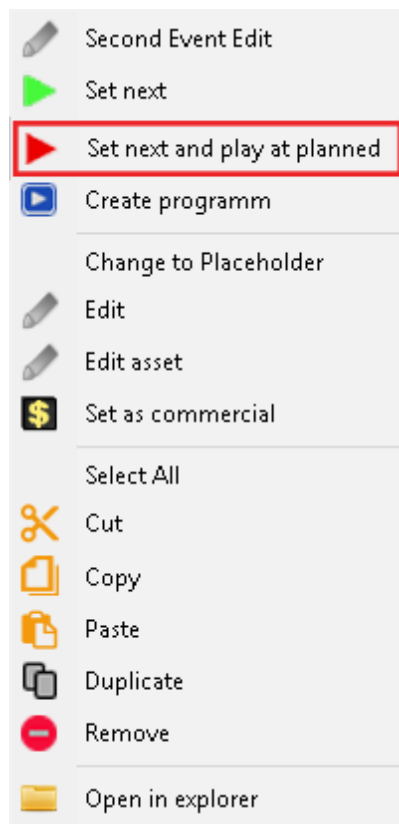 Second Event Edit
Set next
Set next and play at planned
Create programm
Change to Placeholder
Edit
Edit asset
Set as commercial
Select All
Cut
Copy
Paste
Duplicate
Remove
Open in explorer